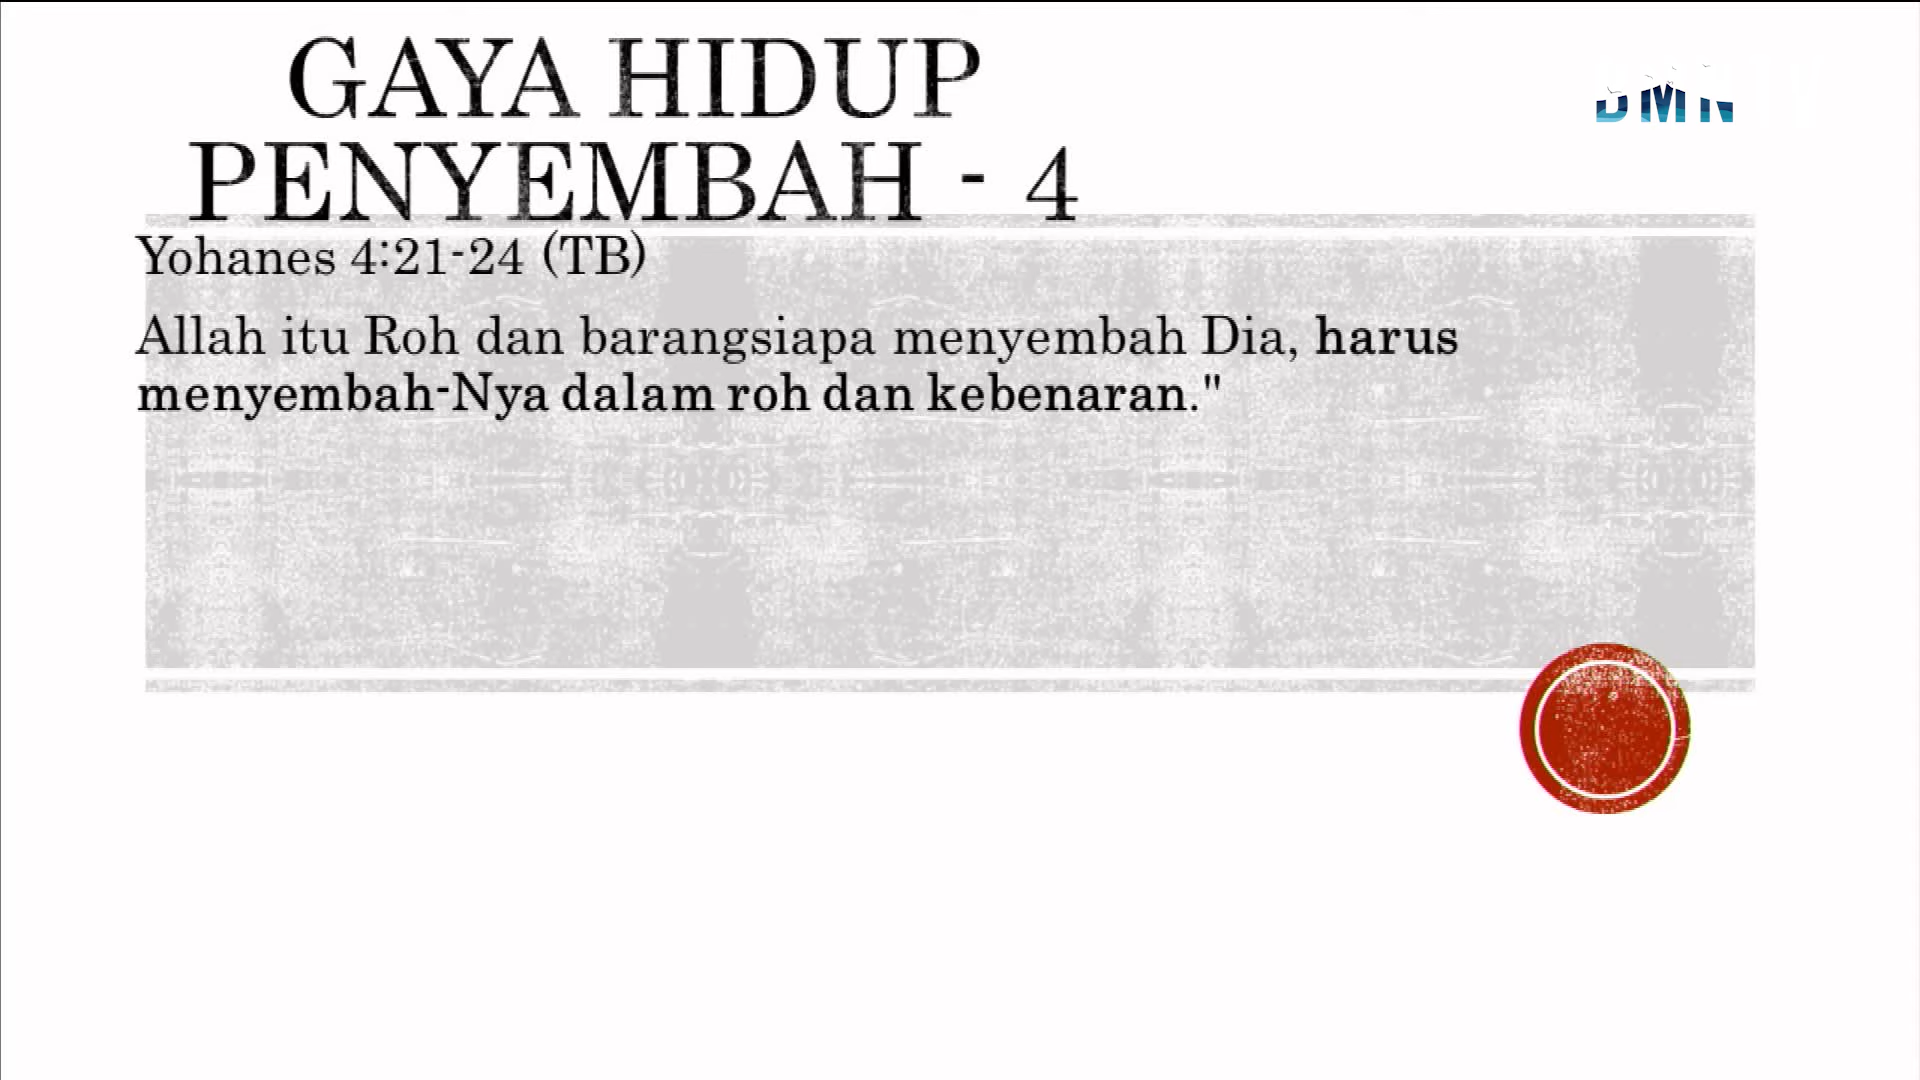 GAYA HIDUP
PENYEMBAH - 4
Yohanes 4:21-24 (TB)
Allah itu Roh dan barangsiapa menyembah Dia, harus
menyembah-Nya dalam roh dan kebenaran."